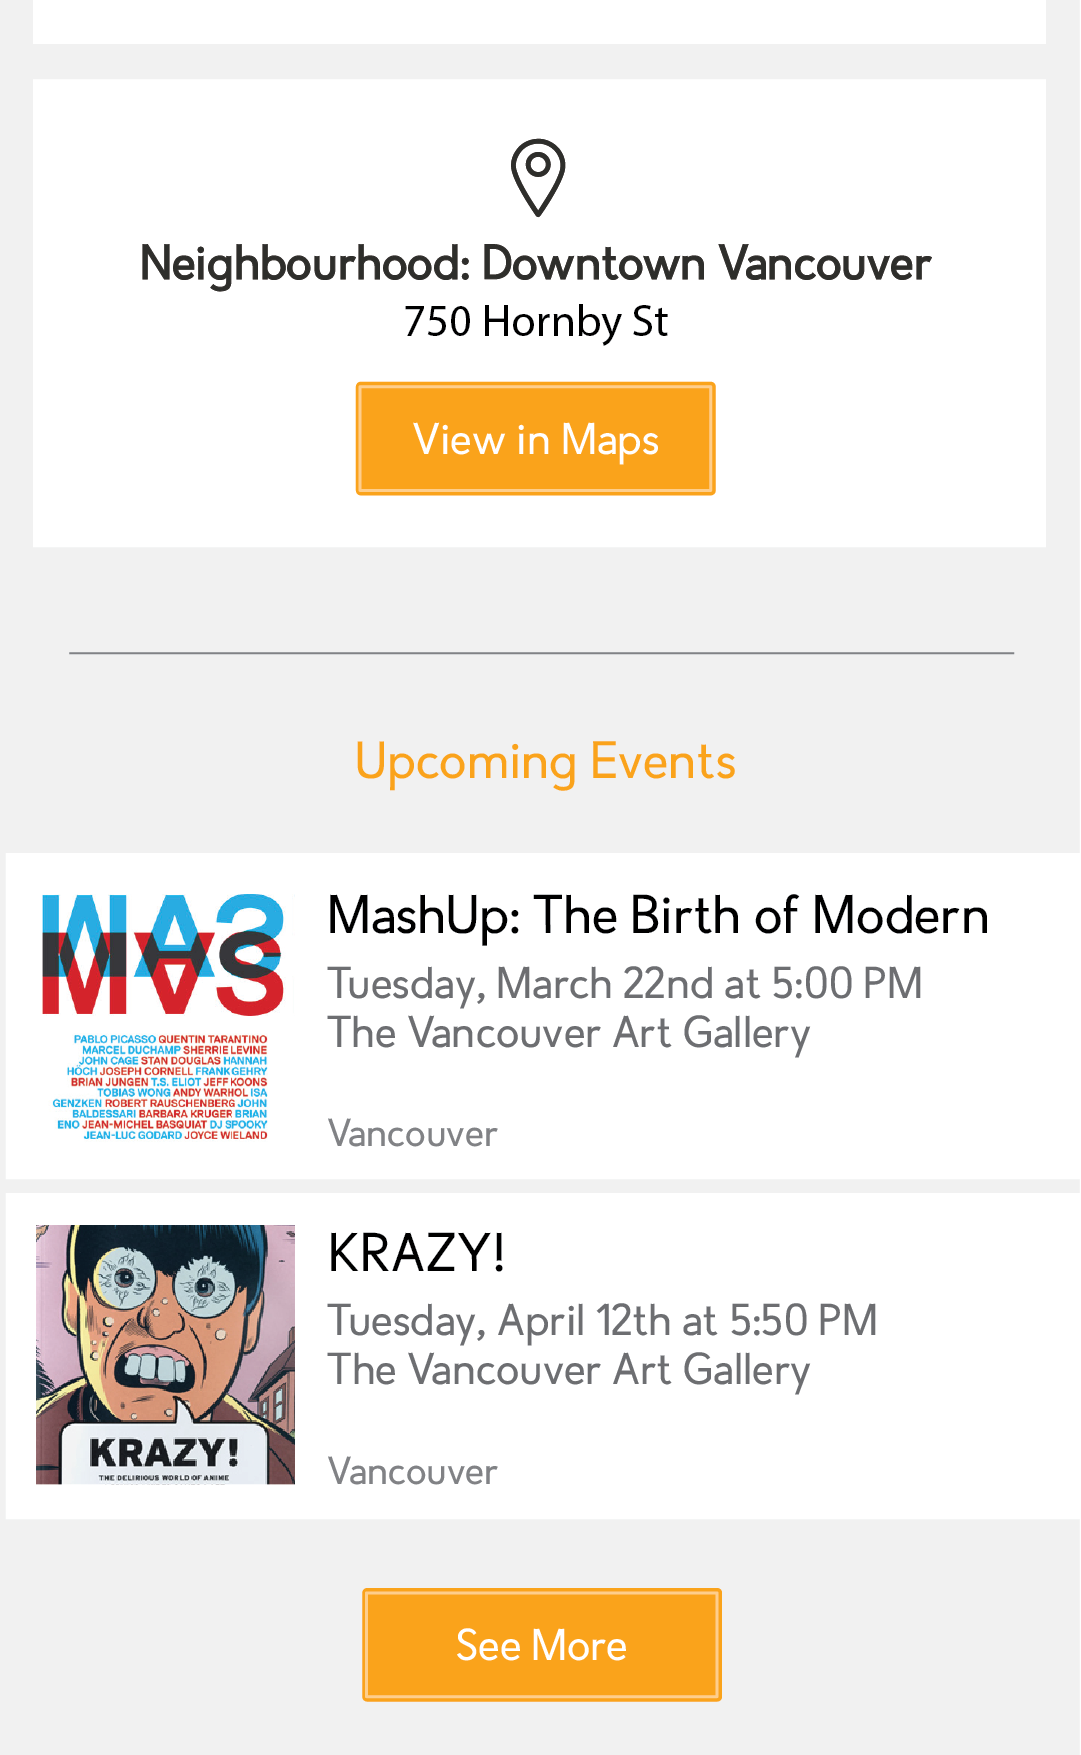 Neighbourhood: Downtown Vancouver
750 Hornby St
View in Maps
Upcoming Events
MAS
MAS
PABLO PICASSO QUENTIN TARANTINO
MARCEL DUCHAMP SHERRIE LEVINE
JOHN CAGE STAN DOUGLAS HANNAH
HÖCH JOSEPH CORNELL FRANK GEHRY
BRIAN JUNGEN T.S. ELIOT JEFF KOONS
TOBIAS WONG ANDY WARHOL ISA
GENZKEN ROBERT RAUSCHENBERG JOHN
BALDESSARI BARBARA KRUGER BRIAN
ENO JEAN-MICHEL BASQUIAT DJ SPOOKY
JEAN-LUC GODARD JOYCE WIELAND
MashUp: The Birth of Modern
Tuesday, March 22nd at 5:00 PM
The Vancouver Art Gallery
Vancouver
KRAZY!
THE DELIRIOUS WORLD OF ANIME
KRAZY!
Tuesday, April 12th at 5:50 PM
The Vancouver Art Gallery
Vancouver
See More